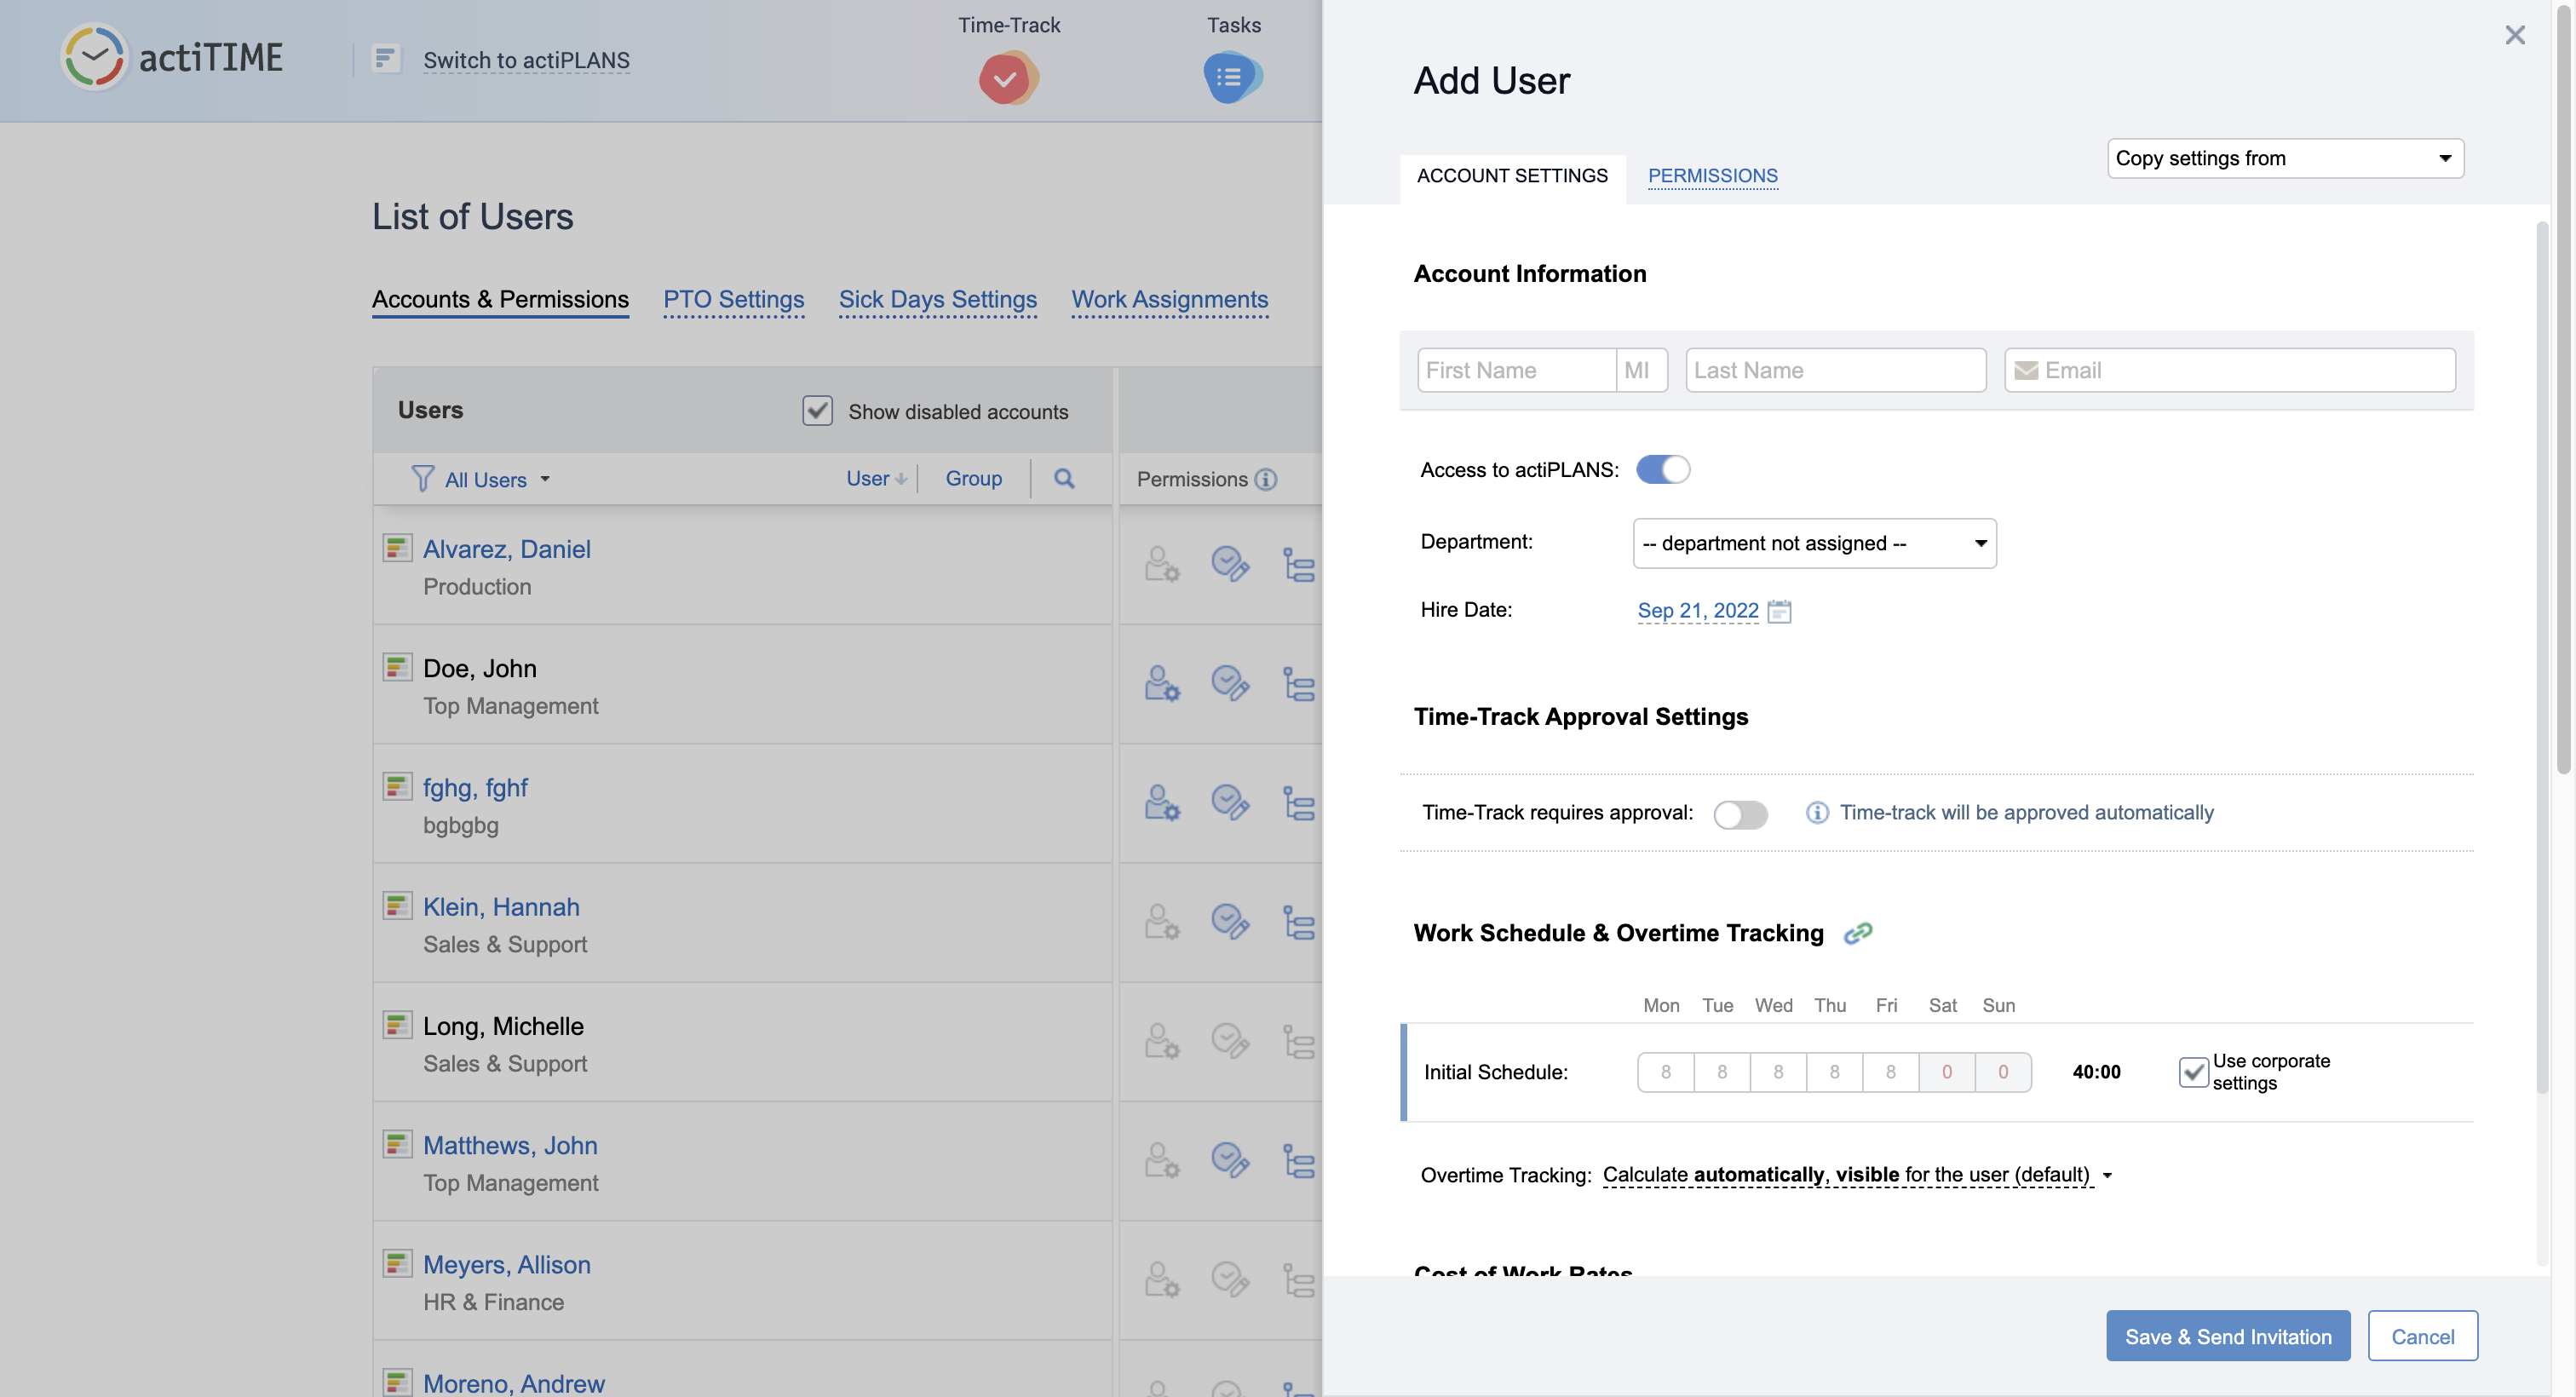 actiTIME
Switch to actiPLANS
Time-Track
Tasks
List of Users
Accounts & Permissions
PTO Settings
Sick Days Settings
Work Assignments
Users
Show disabled accounts
All Users
User
Group
Permissions
Alvarez, Daniel
Production
Doe, John
Top Management
fghg, fghf
bgbgbg
Klein, Hannah
Sales & Support
Long, Michelle
Sales & Support
Matthews, John
Top Management
Meyers, Allison
HR & Finance
Moreno, Andrew
Add User
Copy settings from
ACCOUNT SETTINGS
PERMISSIONS
Account Information
First Name
MI
Last Name
Email
Access to actiPLANS:
Department:
-- department not assigned --
Hire Date:
Sep 21, 2022
Time-Track Approval Settings
Time-Track requires approval:
Time-track will be approved automatically
Work Schedule & Overtime Tracking
Mon Tue Wed Thu Fri Sat Sun
Initial Schedule:
8 8 8 8 8 0 0
40:00
Use corporate
settings
Overtime Tracking:
Calculate automatically, visible for the user (default)
Cost of Work Rates
Save & Send Invitation
Cancel